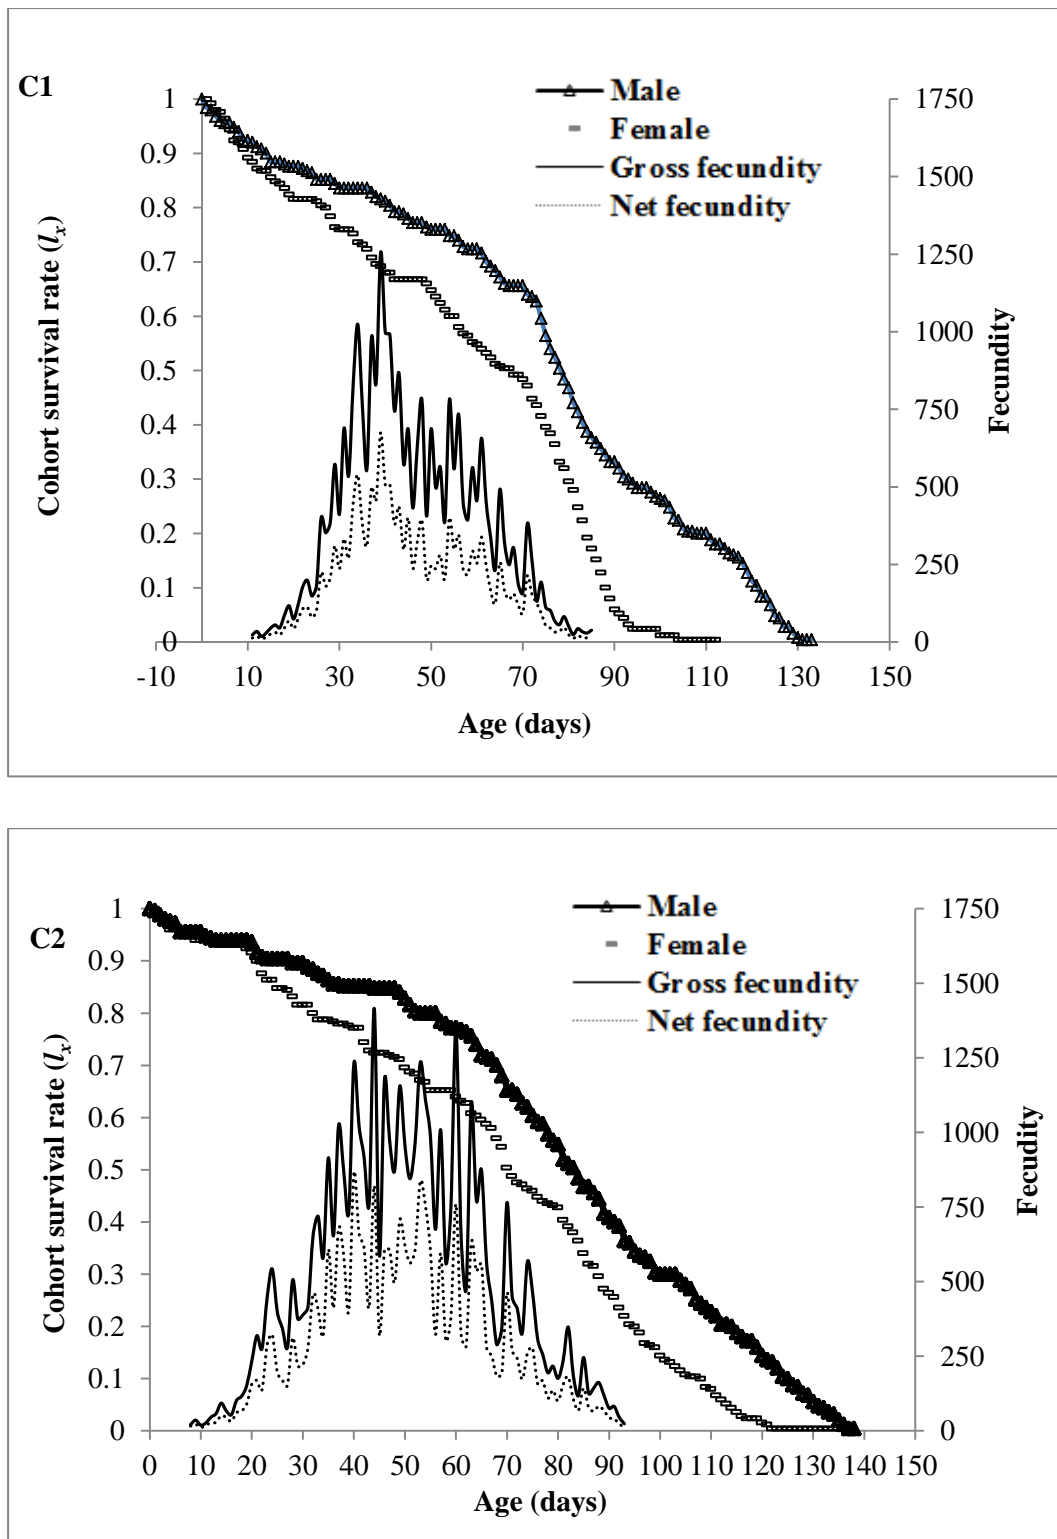 C1
Male
Female
Gross fecundity
Net fecundity
Cohort survival rate (lx)
1
0.9
0.8
0.7
0.6
0.5
0.4
0.3
0.2
0.1
0
1750
1500
1250
1000
750
500
250
0
Fecundity
-10 10 30 50 70 90 110 130 150
Age (days)
C2
Male
Female
Gross fecundity
Net fecundity
Cohort survival rate (lx)
1
0.9
0.8
0.7
0.6
0.5
0.4
0.3
0.2
0.1
0
1750
1500
1250
1000
750
500
250
0
Fecudity
0 10 20 30 40 50 60 70 80 90 100 110 120 130 140 150
Age (days)